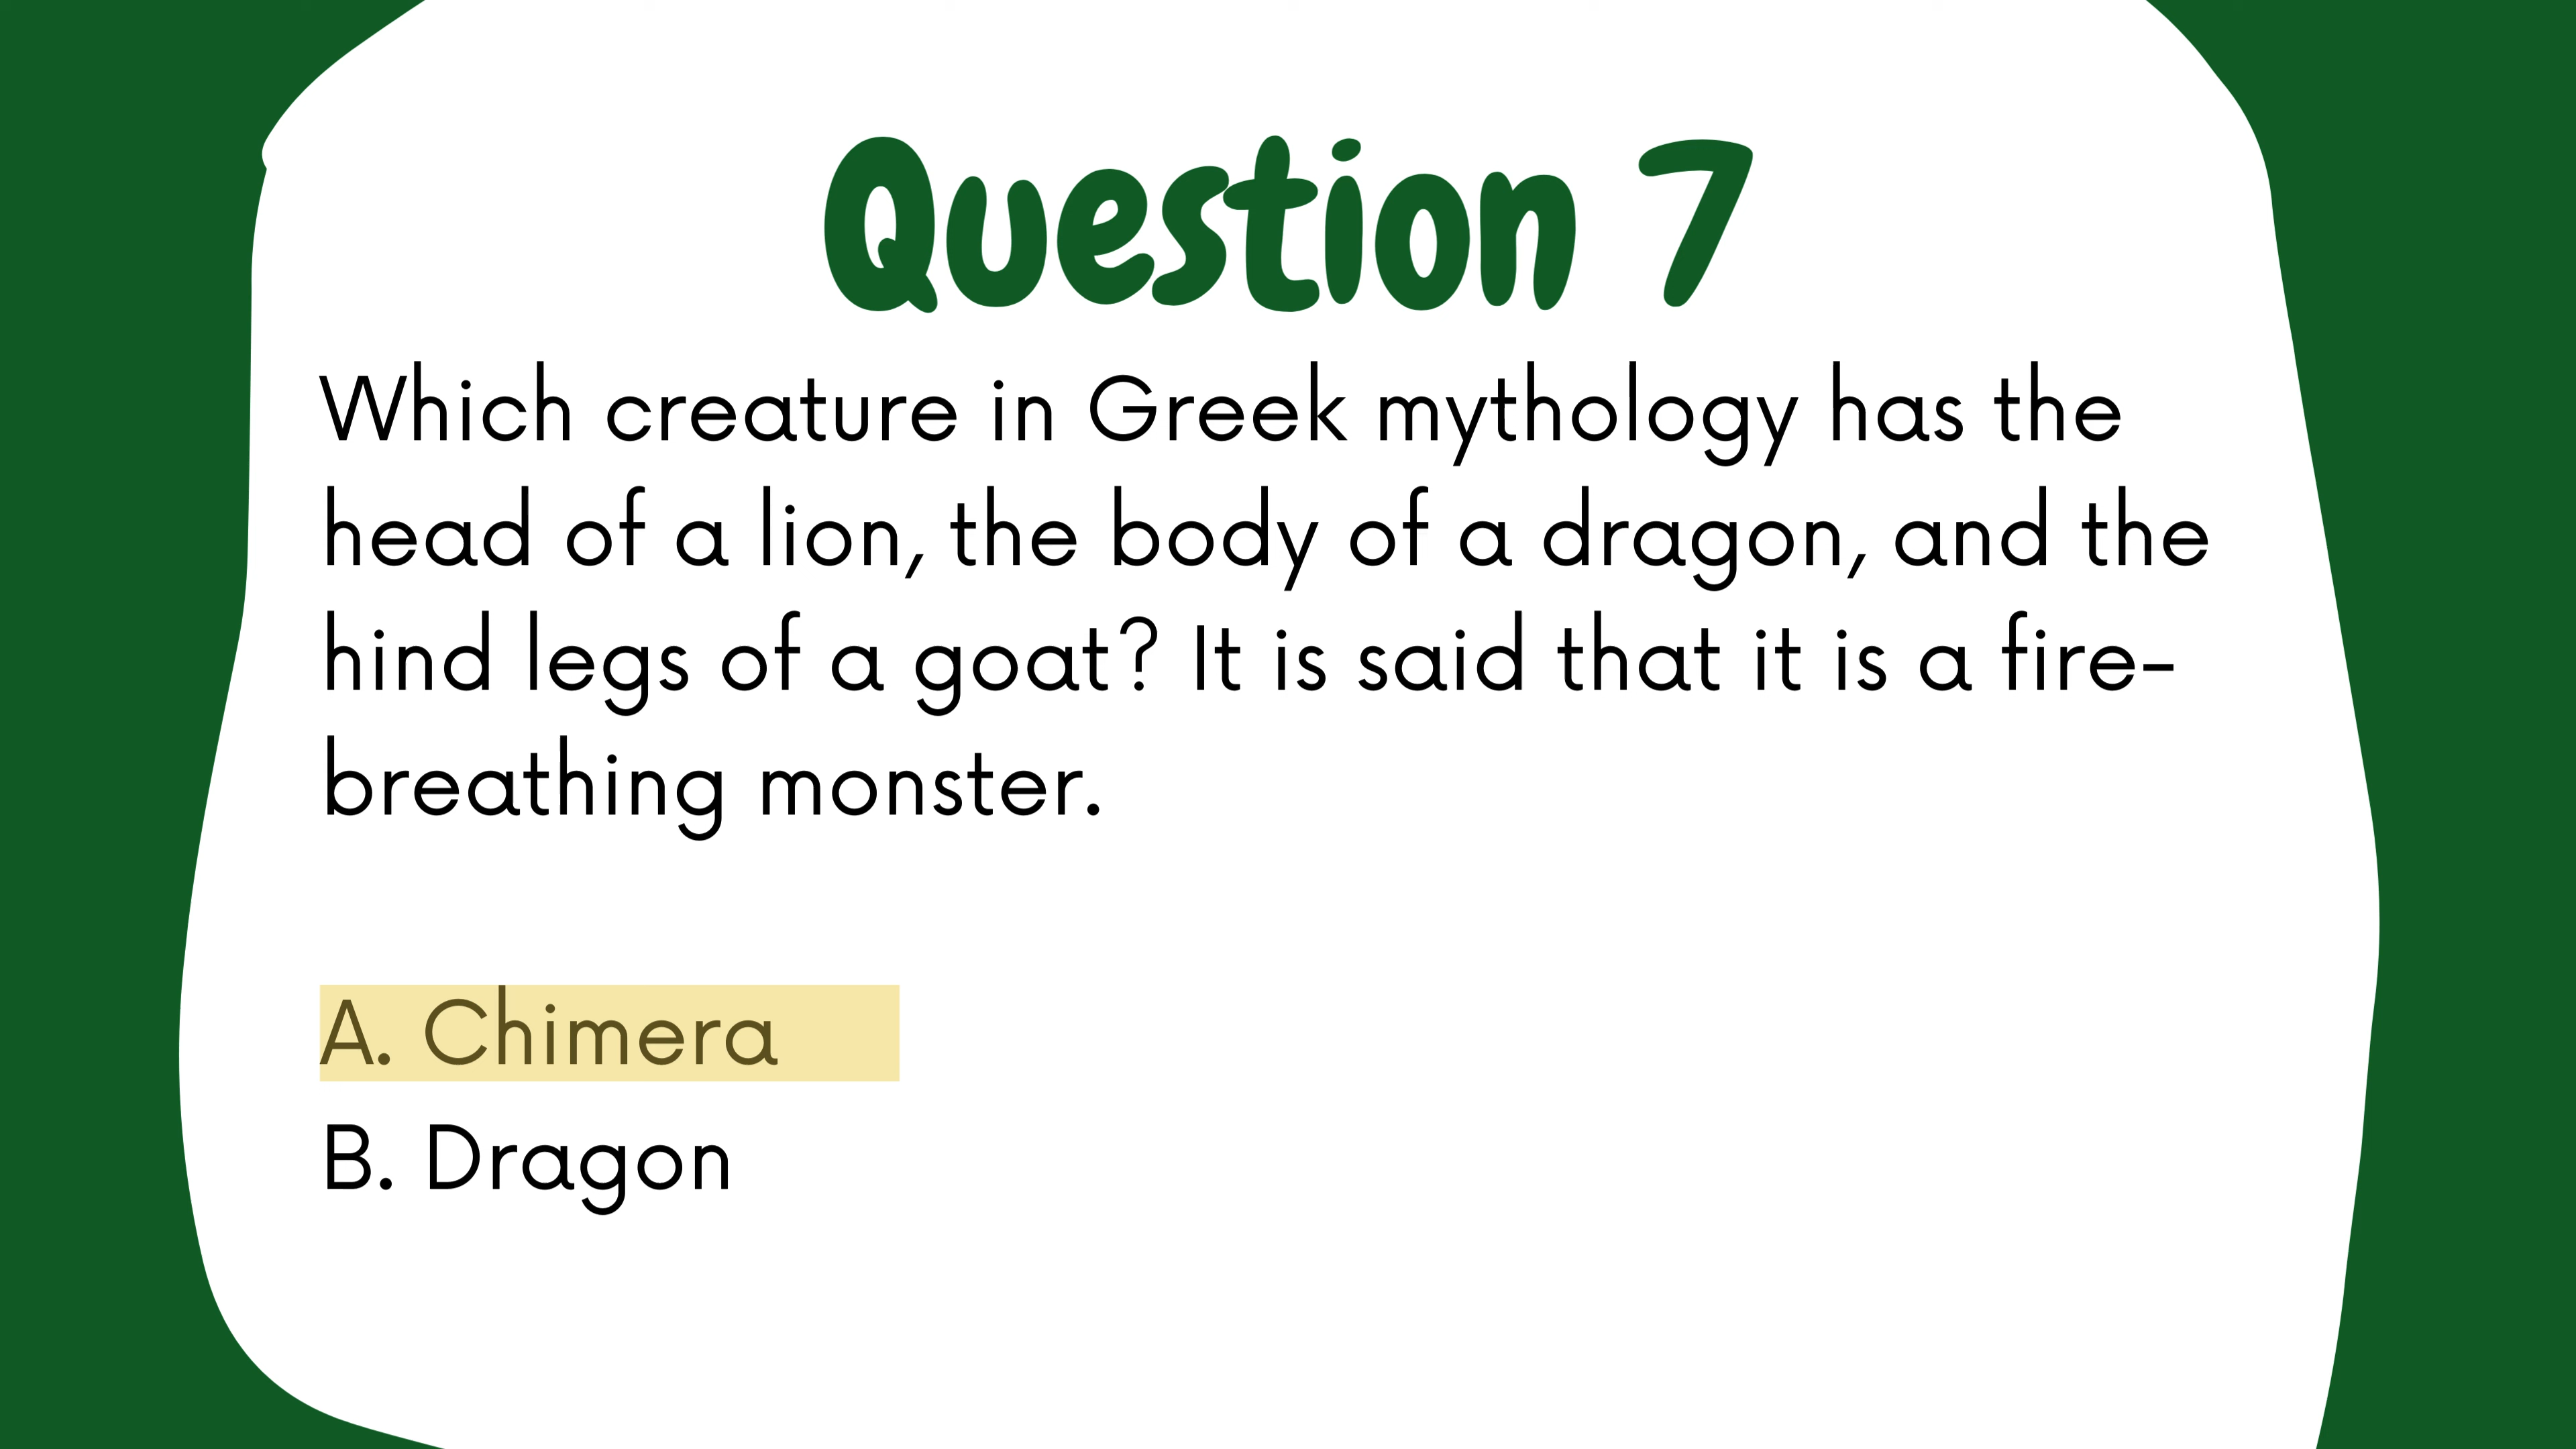 Question 7
Which creature in Greek mythology has the
head of a lion, the body of a dragon, and the
hind legs of a goat? It is said that it is a fire-
breathing monster.
A. Chimera
B. Dragon